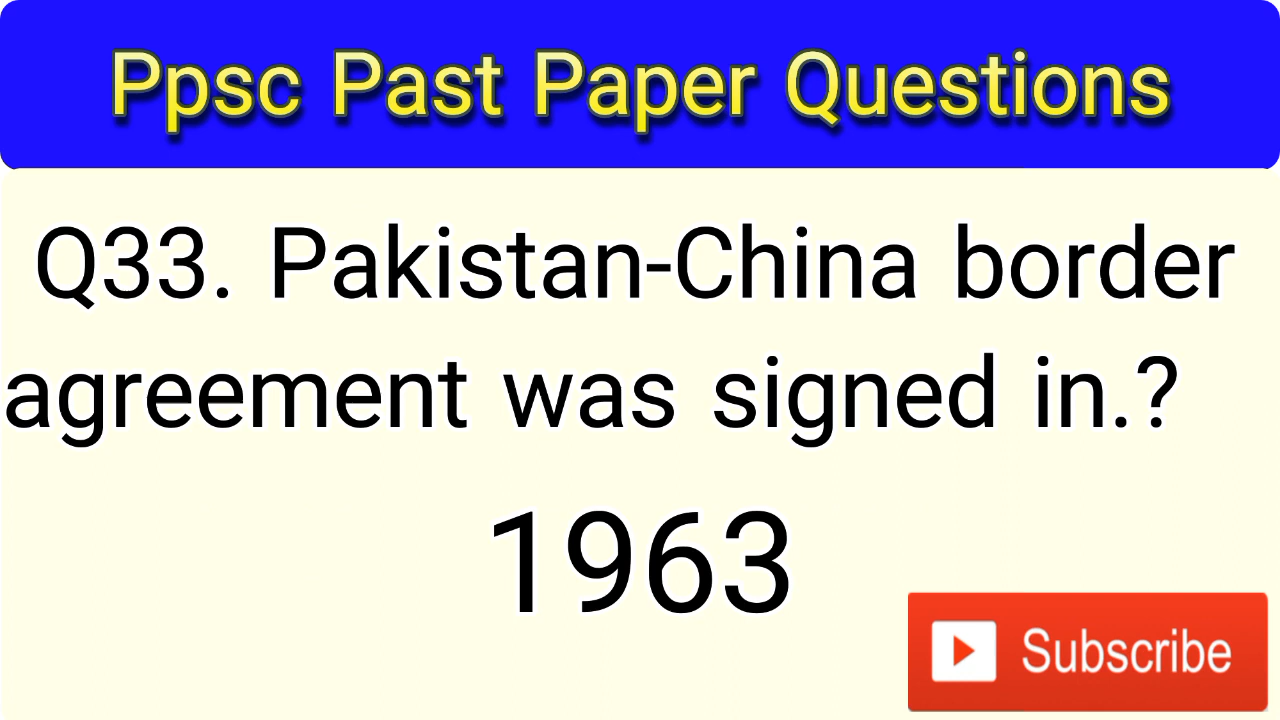 Ppsc Past Paper Questions
Q33. Pakistan-China border
agreement was signed in.?
1963
Subscribe